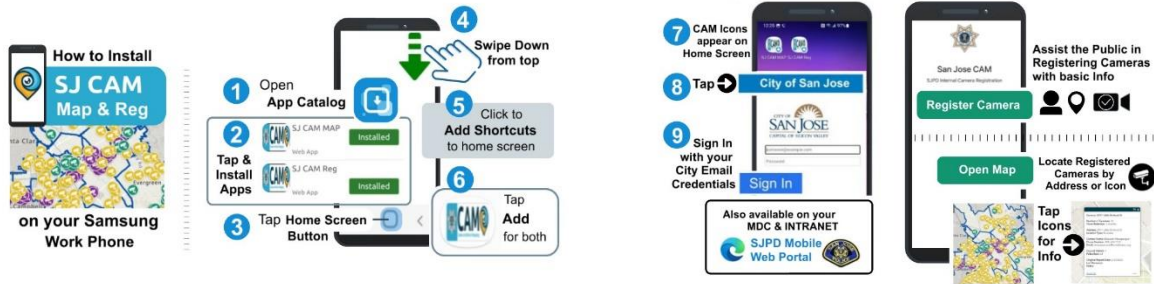 How to Install
SJ CAM
Map & Reg
on your Samsung
Work Phone
1
Open
App Catalog
2
Tap &
Install
Apps
SJ CAM MAP
Web App
Installed
SJ CAM Reg
Web App
Installed
3
Tap Home Screen
Button
4
Swipe Down
from top
5
Click to
Add Shortcuts
to home screen
6
CAM
Tap
Add
for both
7
CAM Icons
appear on
Home Screen
8
Tap
City of San Jose
CITY OF
SAN JOSE
CAPITAL OF SILICON VALLEY
Password
9
Sign In
with your
City Email
Credentials
Sign In
Also available on your
MDC & INTRANET
SJPD Mobile
Web Portal
San Jose CAM
SJPD Internal Camera Registration
Register Camera
Assist the Public in
Registering Cameras
with basic Info
Open Map
Locate Registered
Cameras by
Address or Icon
Tap
Icons
for
Info